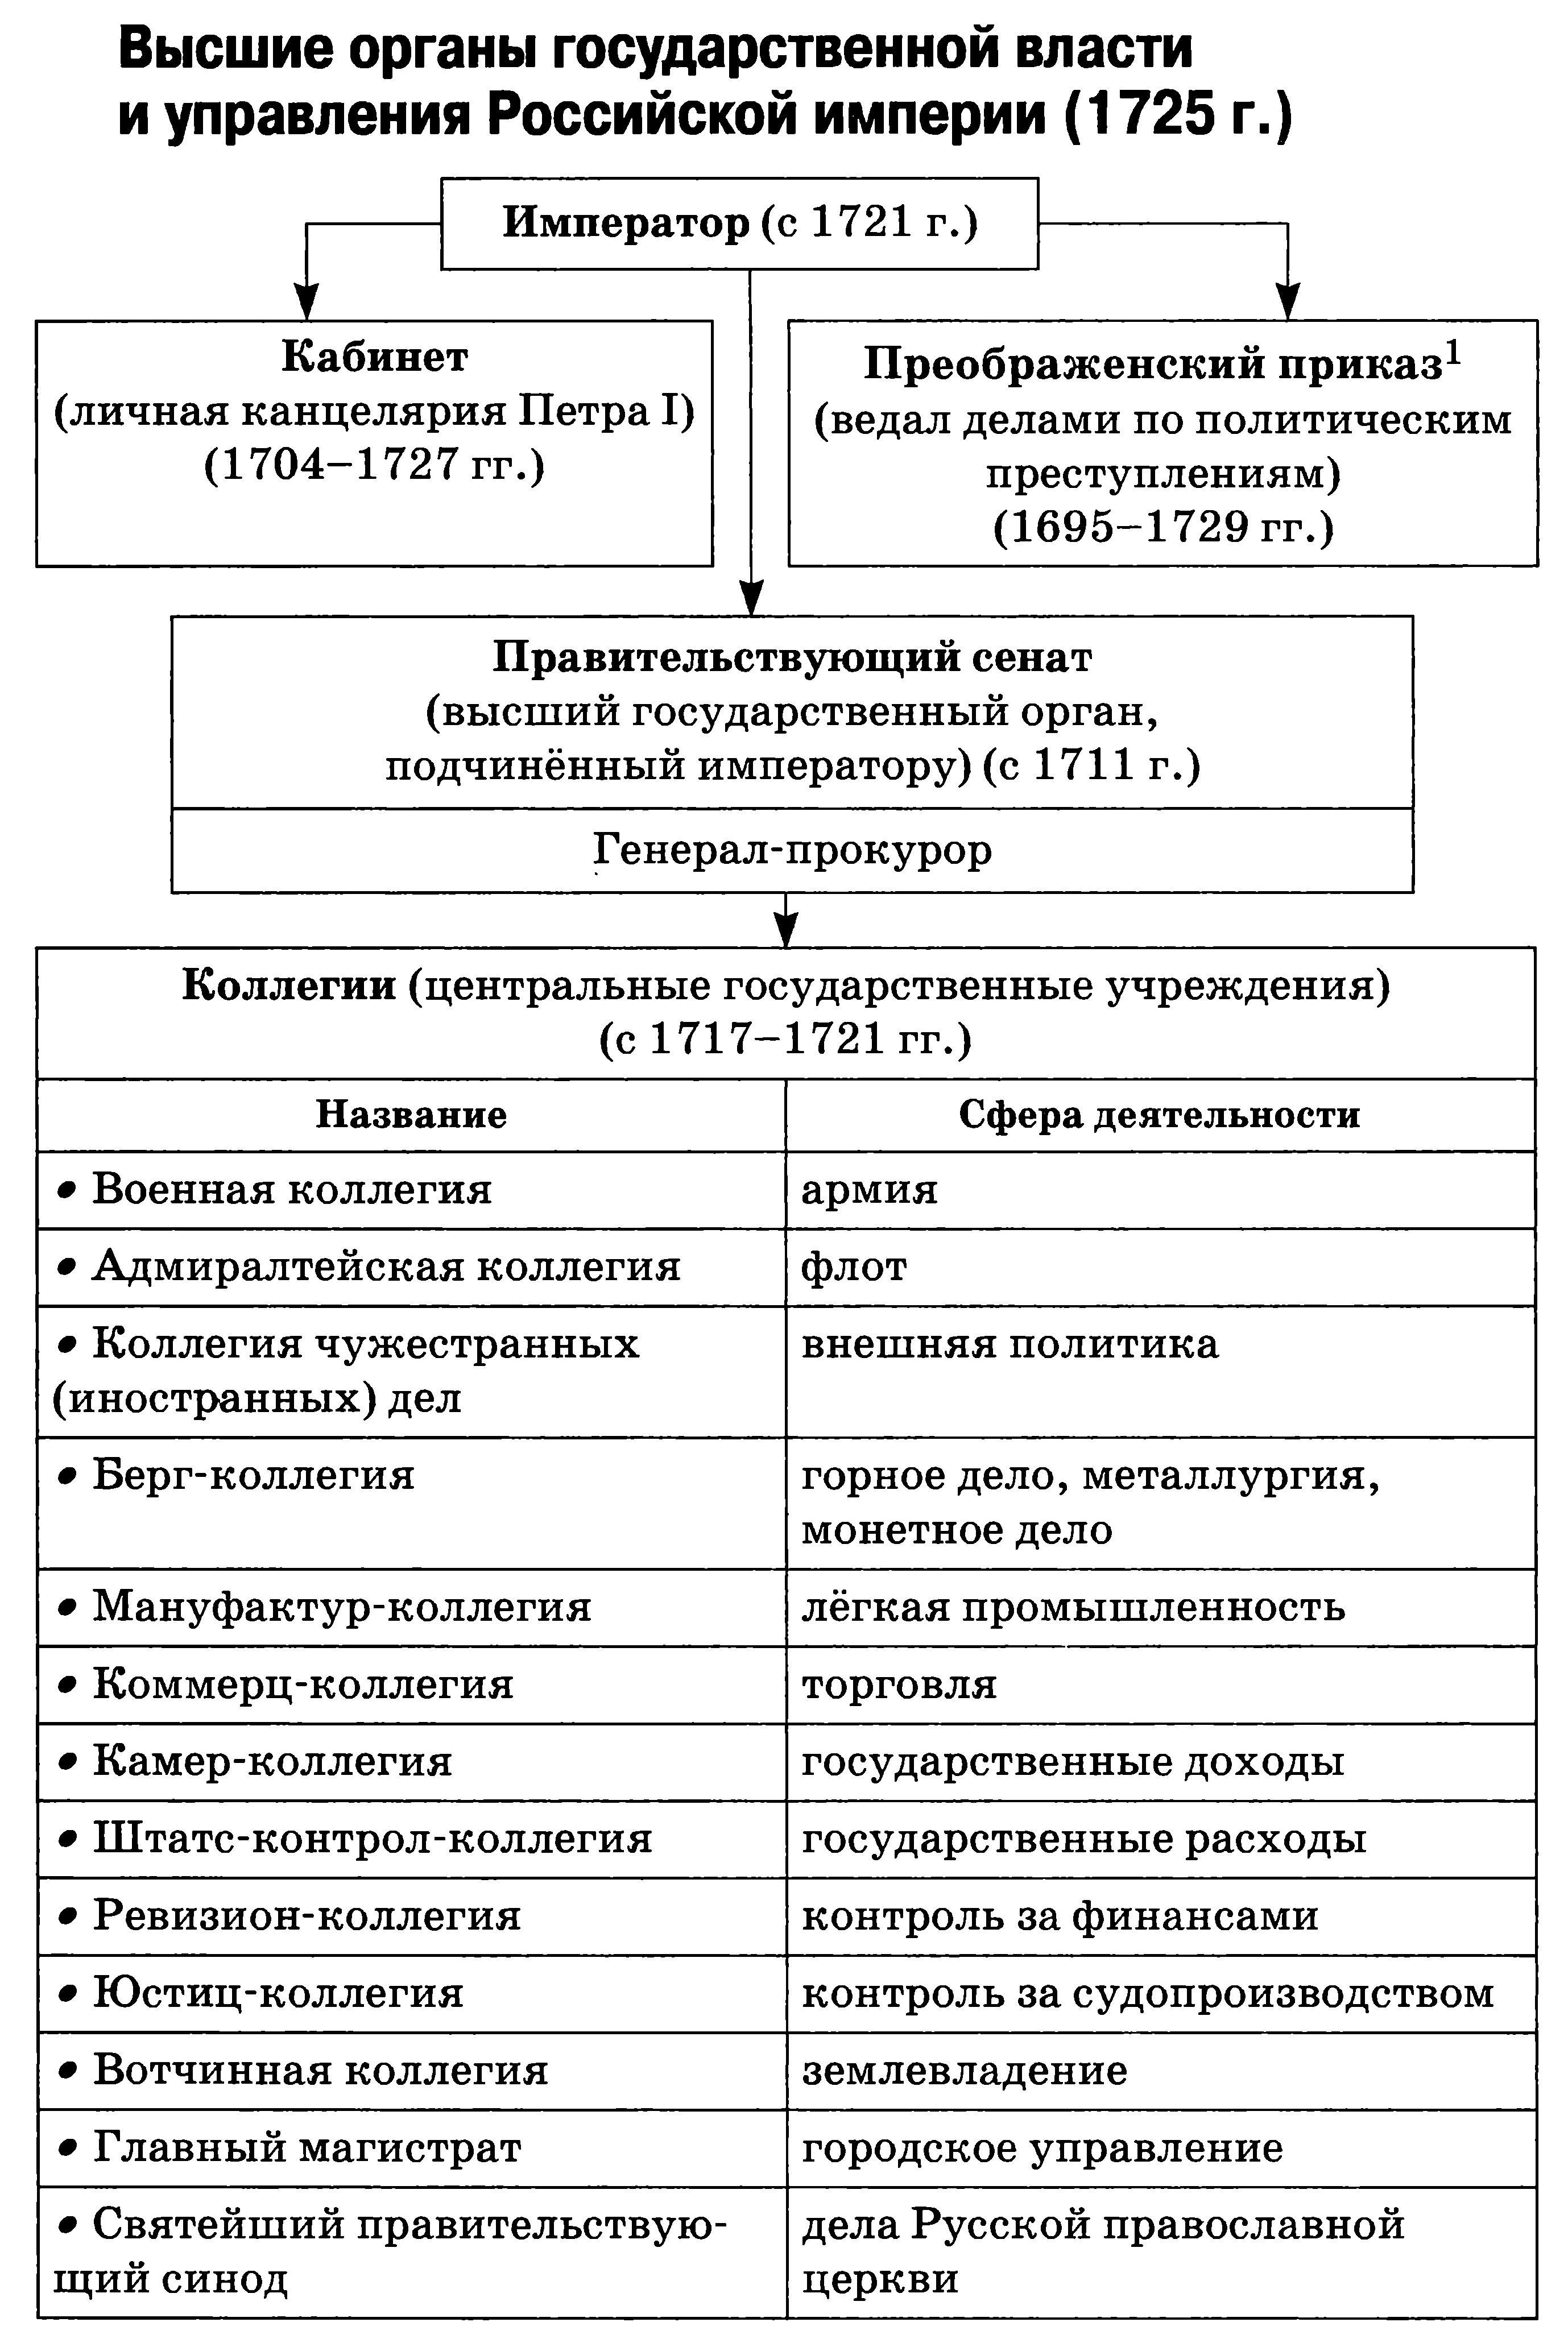 Высшие органы государственной власти
и управления Российской империи (1725 г.)
Император (с 1721 г.)
Кабинет
(личная канцелярия Петра I)
(1704–1727 гг.)
Преображенский приказ1
(ведал делами по политическим
преступлениям)
(1695–1729 гг.)
Правительствующий сенат
(высший государственный орган,
подчинённый императору) (с 1711 г.)
Генерал-прокурор
Коллегии (центральные государственные учреждения)
(с 1717–1721 гг.)
Название
Сфера деятельности
• Военная коллегия
армия
• Адмиралтейская коллегия
флот
• Коллегия чужестранных
(иностранных) дел
внешняя политика
• Берг-коллегия
горное дело, металлургия,
монетное дело
• Мануфактур-коллегия
лёгкая промышленность
• Коммерц-коллегия
торговля
• Камер-коллегия
государственные доходы
• Штатс-контрол-коллегия
государственные расходы
• Ревизион-коллегия
контроль за финансами
• Юстиц-коллегия
контроль за судопроизводством
• Вотчинная коллегия
землевладение
• Главный магистрат
городское управление
• Святейший правительствую-
щий синод
дела Русской православной
церкви